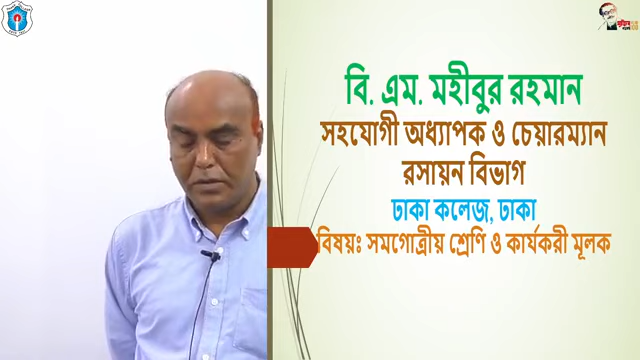 বি. এম. মহীবুর রহমান
সহযোগী অধ্যাপক ও চেয়ারম্যান
রসায়ন বিভাগ
ঢাকা কলেজ, ঢাকা
বিষয়ঃ সমগোত্রীয় শ্রেণি ও কার্যকরী মূলক